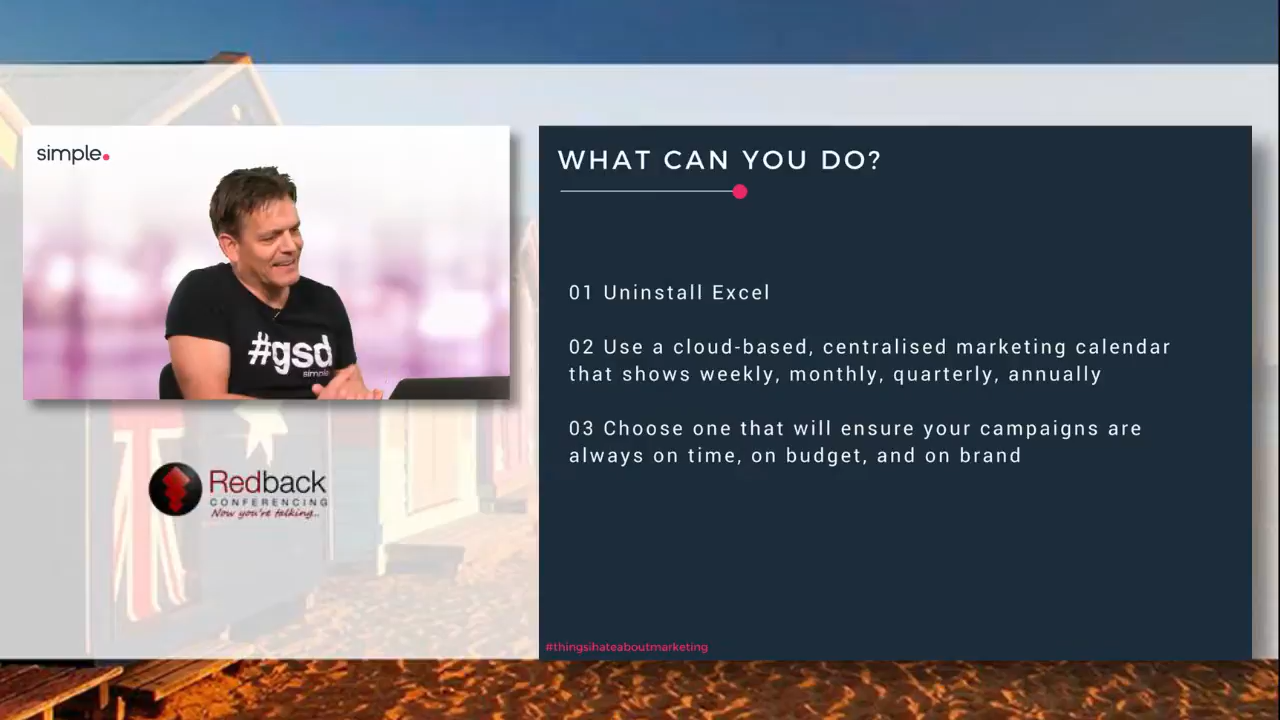 simple.
#gsd
simple
Redback
CONFERENCING
Now you're talking...
WHAT CAN YOU DO?
01 Uninstall Excel
02 Use a cloud-based, centralised marketing calendar
that shows weekly, monthly, quarterly, annually
03 Choose one that will ensure your campaigns are
always on time, on budget, and on brand
#thingsihateaboutmarketing